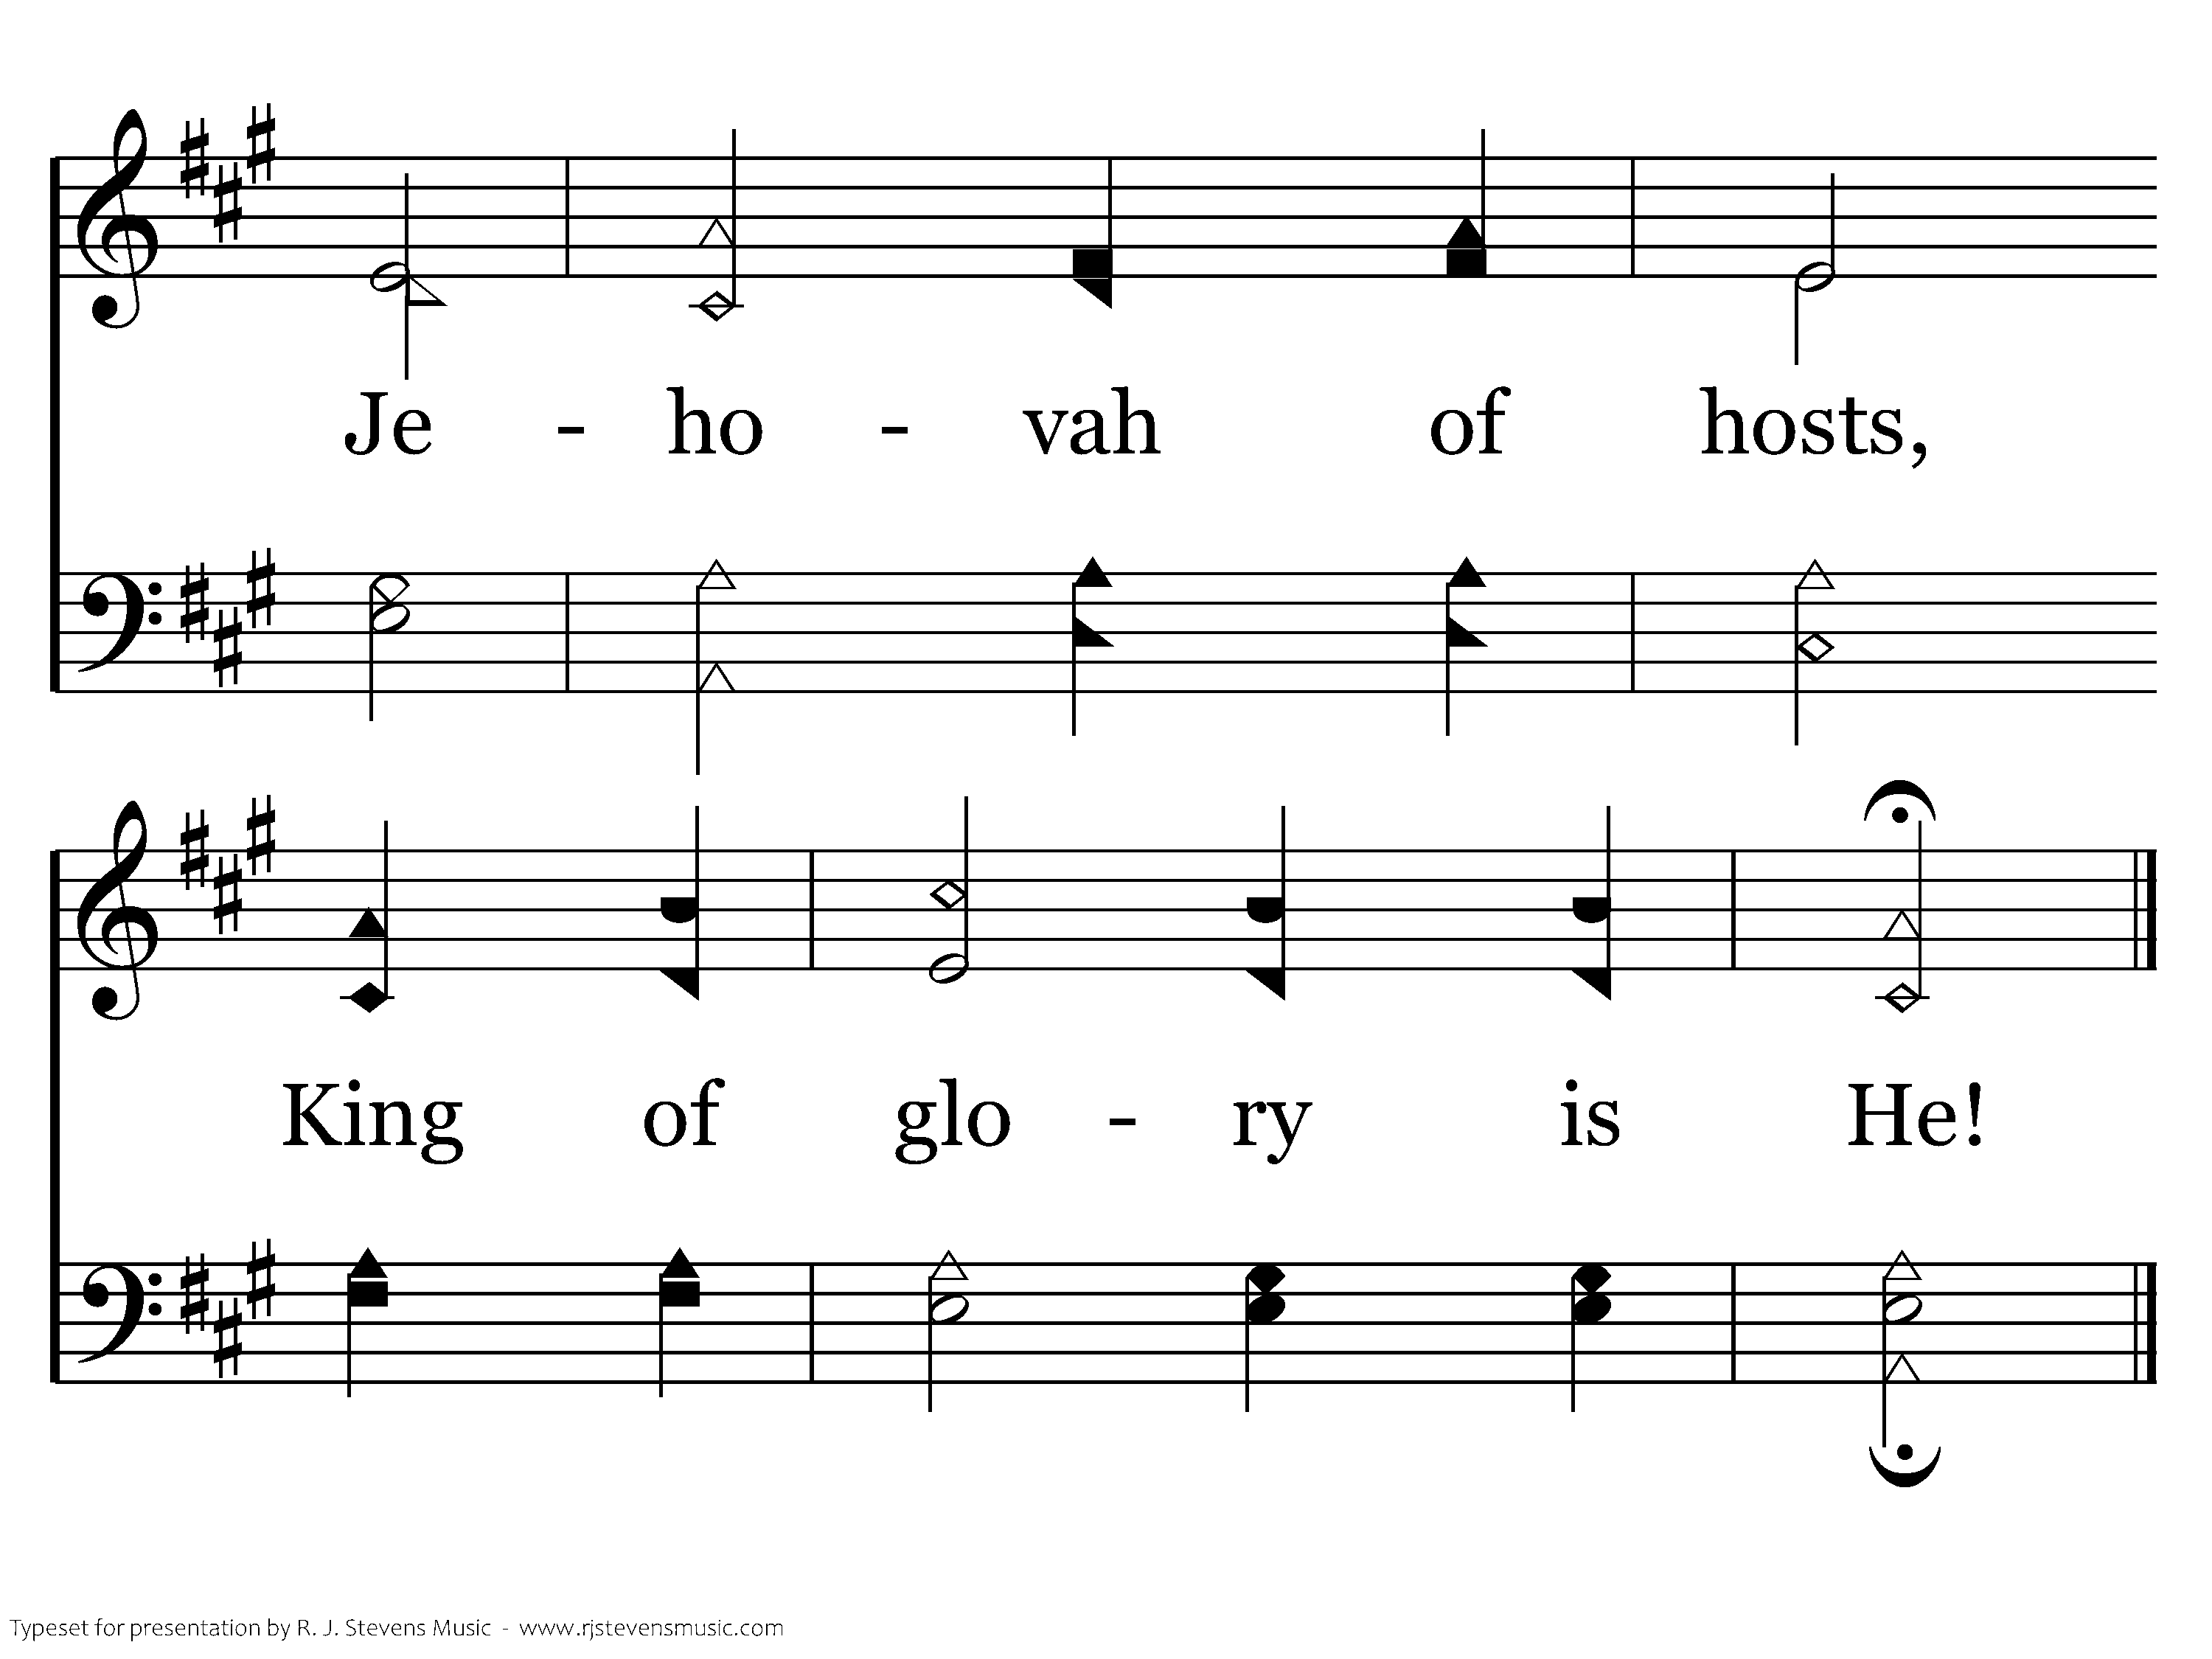 Je - ho - vah of hosts,
King of glo - ry is He!
Typeset for presentation by R. J. Stevens Music - www.rjstevensmusic.com